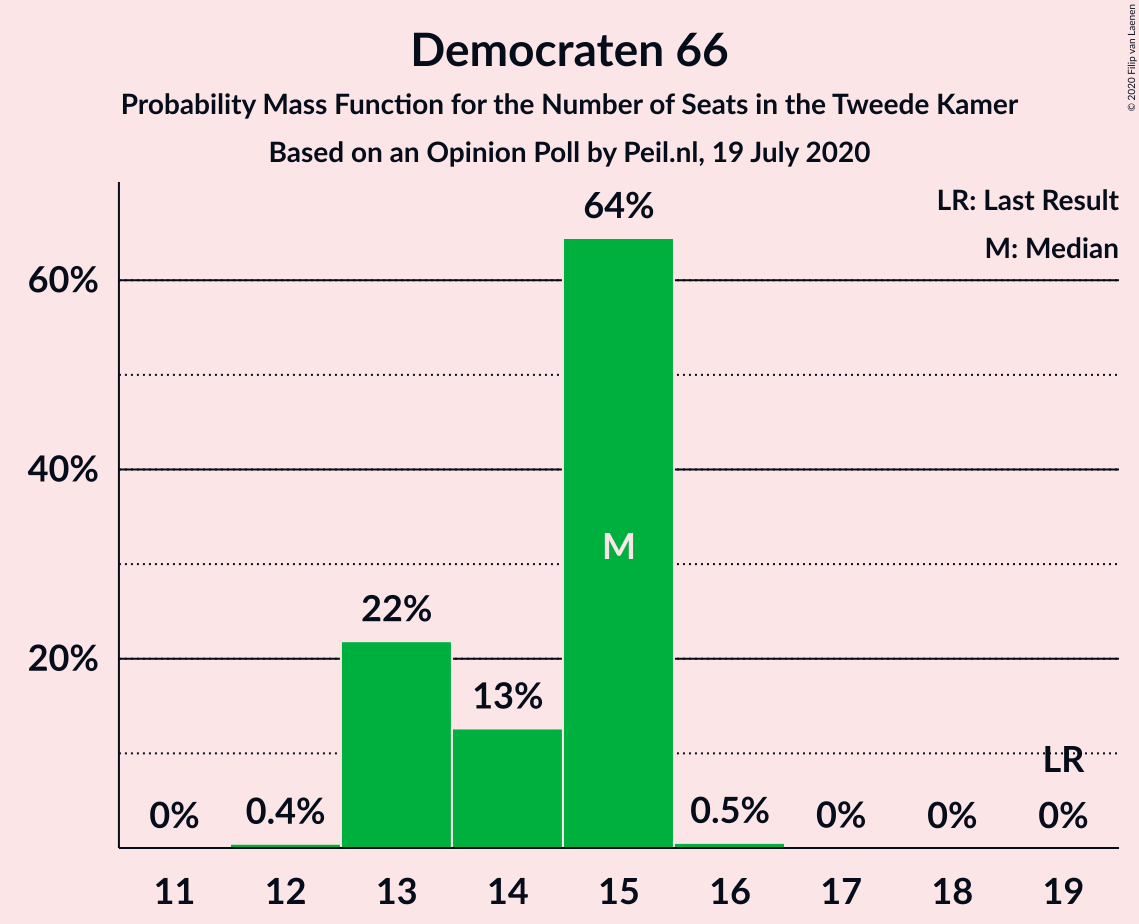 Democraten 66
Probability Mass Function for the Number of Seats in the Tweede Kamer
Based on an Opinion Poll by Peil.nl, 19 July 2020
© 2020 Filip van Laenen
LR: Last Result
M: Median
64%
60%
40%
M
22%
20%
13%
LR
0%
0.4%
0.5%
0%
0%
0%
11
12
13
14
15
16
17
18
19